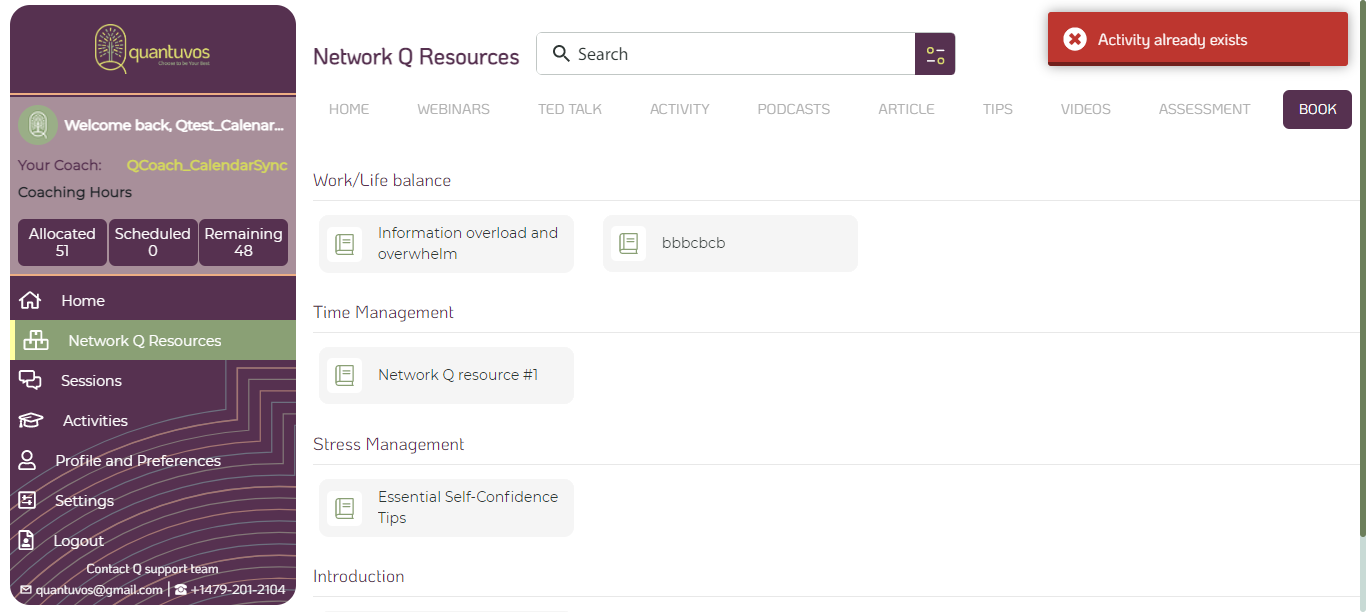 quantuvos
Choose to be Your Best
Welcome back, Qtest_Calenar...
Your Coach: QCoach_CalendarSync
Coaching Hours
Allocated Scheduled Remaining
51 0 48
Home
Network Q Resources
Sessions
Activities
Profile and Preferences
Settings
Logout
Contact Q support team
quantuvos@gmail.com | +1479-201-2104
Network Q Resources
Search
Activity already exists
HOME WEBINARS TED TALK ACTIVITY PODCASTS ARTICLE TIPS VIDEOS ASSESSMENT BOOK
Work/Life balance
Information overload and
overwhelm
bbbcbcb
Time Management
Network Q resource #1
Stress Management
Essential Self-Confidence
Tips
Introduction